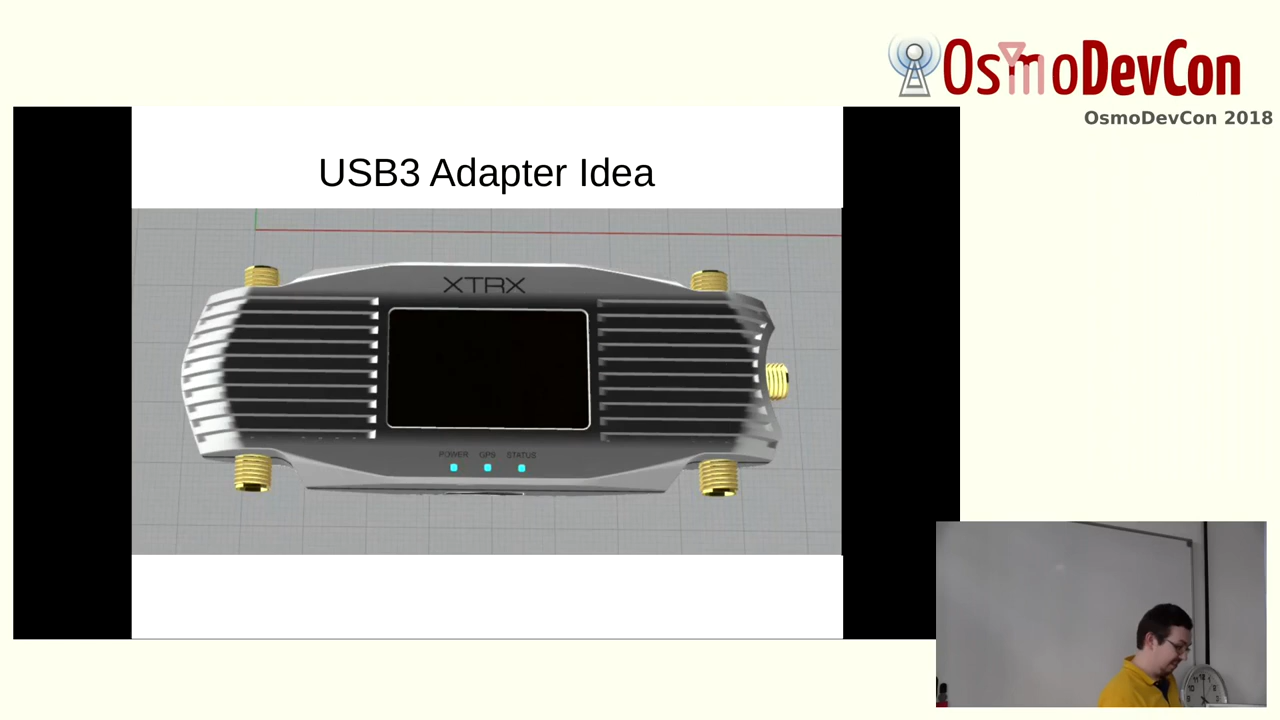 OsmoDevCon
OsmoDevCon 2018
USB3 Adapter Idea
XTRX
POWER GPS STATUS